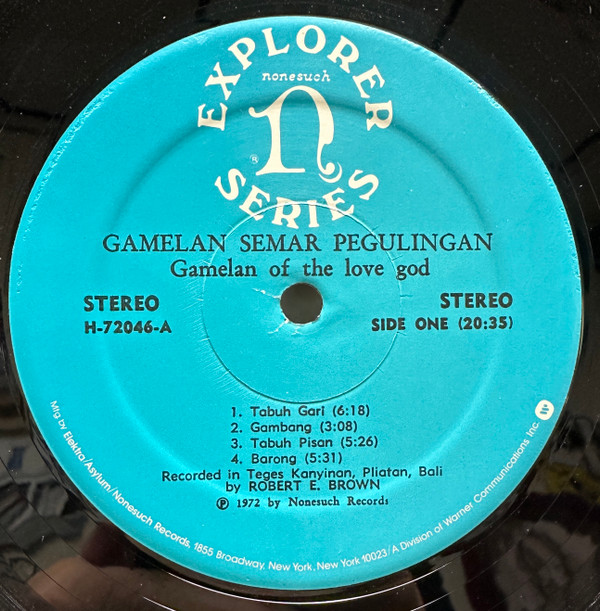 EXPLORER
nonesuch
n
®
SERIES
GAMELAN SEMAR PEGULINGAN
Gamelan of the love god
STEREO
H-72046-A
STEREO
SIDE ONE (20:35)
1. Tabuh Gari (6:18)
2. Gambang (3:08)
3. Tabuh Pisan (5:26)
4. Barong (5:31)
Recorded in Teges Kanyinan, Pliatan, Bali
by ROBERT E. BROWN
℗ 1972 by Nonesuch Records
Mfg by Elektra/Asylum/Nonesuch Records, 1855 Broadway, New York, New York 10023/A Division of Warner Communications Inc. W